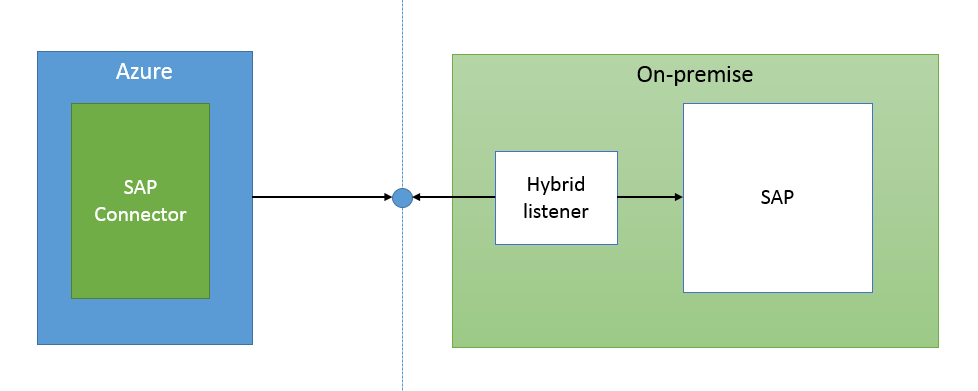 Azure
SAP
Connector
On-premise
Hybrid
listener
SAP